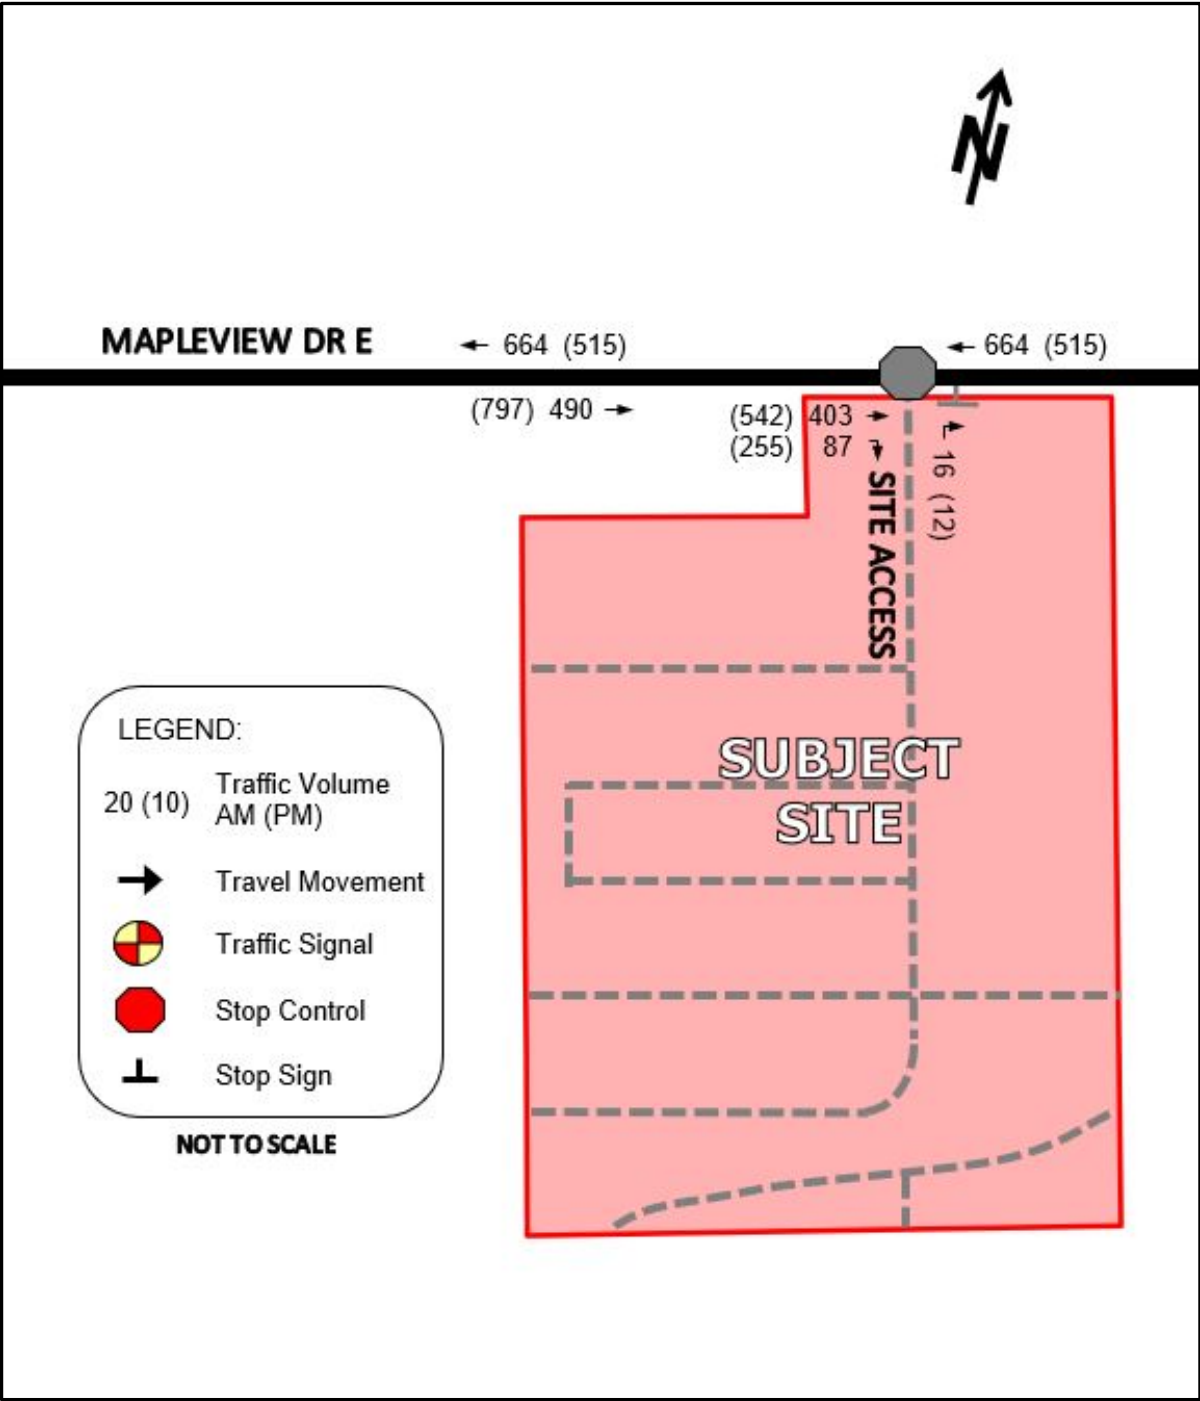 N
MAPLEVIEW DR E
← 664 (515)
← 664 (515)
(797) 490 →
(542) 403 →
(255) 87
16 (12)
SITE ACCESS
SUBJECT
SITE
LEGEND:
20 (10)
Traffic Volume
AM (PM)
Travel Movement
Traffic Signal
Stop Control
Stop Sign
NOT TO SCALE